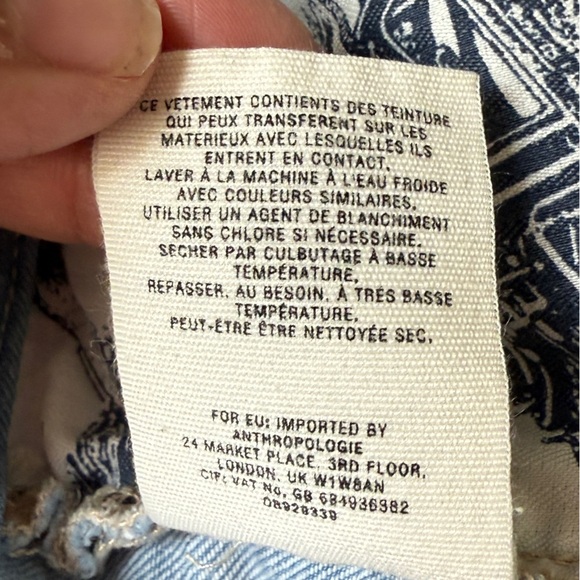 CE VETEMENT CONTIENTS DES TEINTURE
QUI PEUX TRANSFERENT SUR LES
MATERIEUX AVEC LESQUELLES ILS
ENTRENT EN CONTACT.
LAVER À LA MACHINE À L'EAU FROIDE
AVEC COULEURS SIMILAIRES.
UTILISER UN AGENT DE BLANCHIMENT
SANS CHLORE SI NÉCESSAIRE.
SECHER PAR CULBUTAGE À BASSE
TEMPÉRATURE.
REPASSER, AU BESOIN, À TRÈS BASSE
TEMPÉRATURE.
PEUT-ÊTRE ÊTRE NETTOYÉE SEC.
FOR EU: IMPORTED BY
ANTHROPOLOGIE
24 MARKET PLACE, 3RD FLOOR,
LONDON, UK W1W8AN
CIF: VAT No. GB 684936982
OB929339